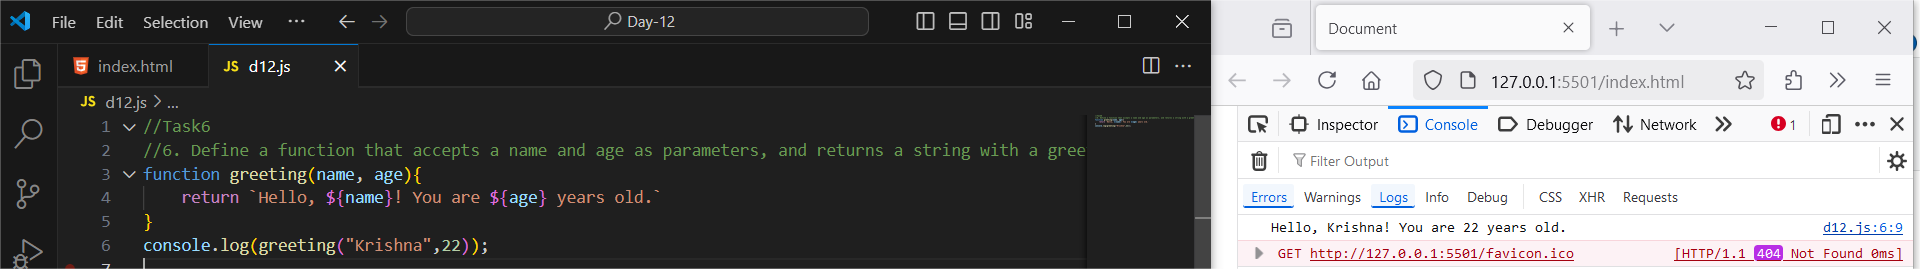 File Edit Selection View ··· Day-12
index.html JS d12.js
JS d12.js > ...
1 //Task6
2 //6. Define a function that accepts a name and age as parameters, and returns a string with a gree
3 function greeting(name, age){
4 return `Hello, ${name}! You are ${age} years old.`
5 }
6 console.log(greeting("Krishna",22));
7
Document
127.0.0.1:5501/index.html
Inspector Console Debugger Network 1
Filter Output
Errors Warnings Logs Info Debug CSS XHR Requests
Hello, Krishna! You are 22 years old. d12.js:6:9
GET http://127.0.0.1:5501/favicon.ico [HTTP/1.1 404 Not Found 0ms]